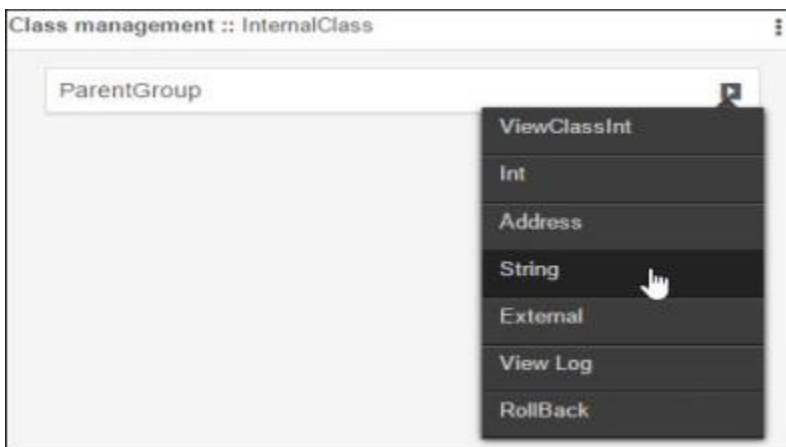 Class management :: InternalClass
ParentGroup
ViewClassInt
Int
Address
String
External
View Log
RollBack